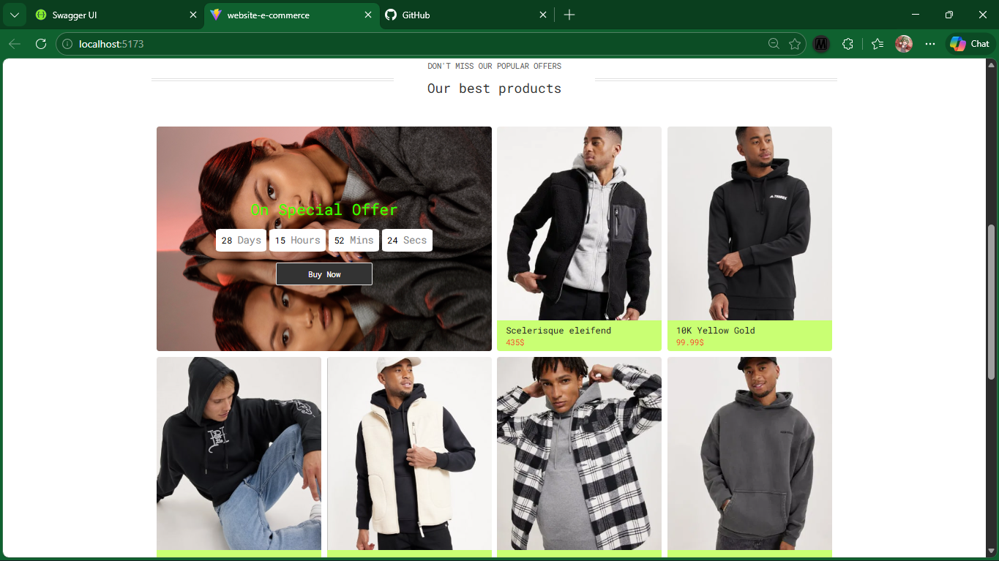 Swagger UI
website-e-commerce
GitHub
localhost:5173
Chat
DON'T MISS OUR POPULAR OFFERS
Our best products
On Special Offer
28 Days 15 Hours 52 Mins 24 Secs
Buy Now
Scelerisque eleifend
435$
10K Yellow Gold
99.99$